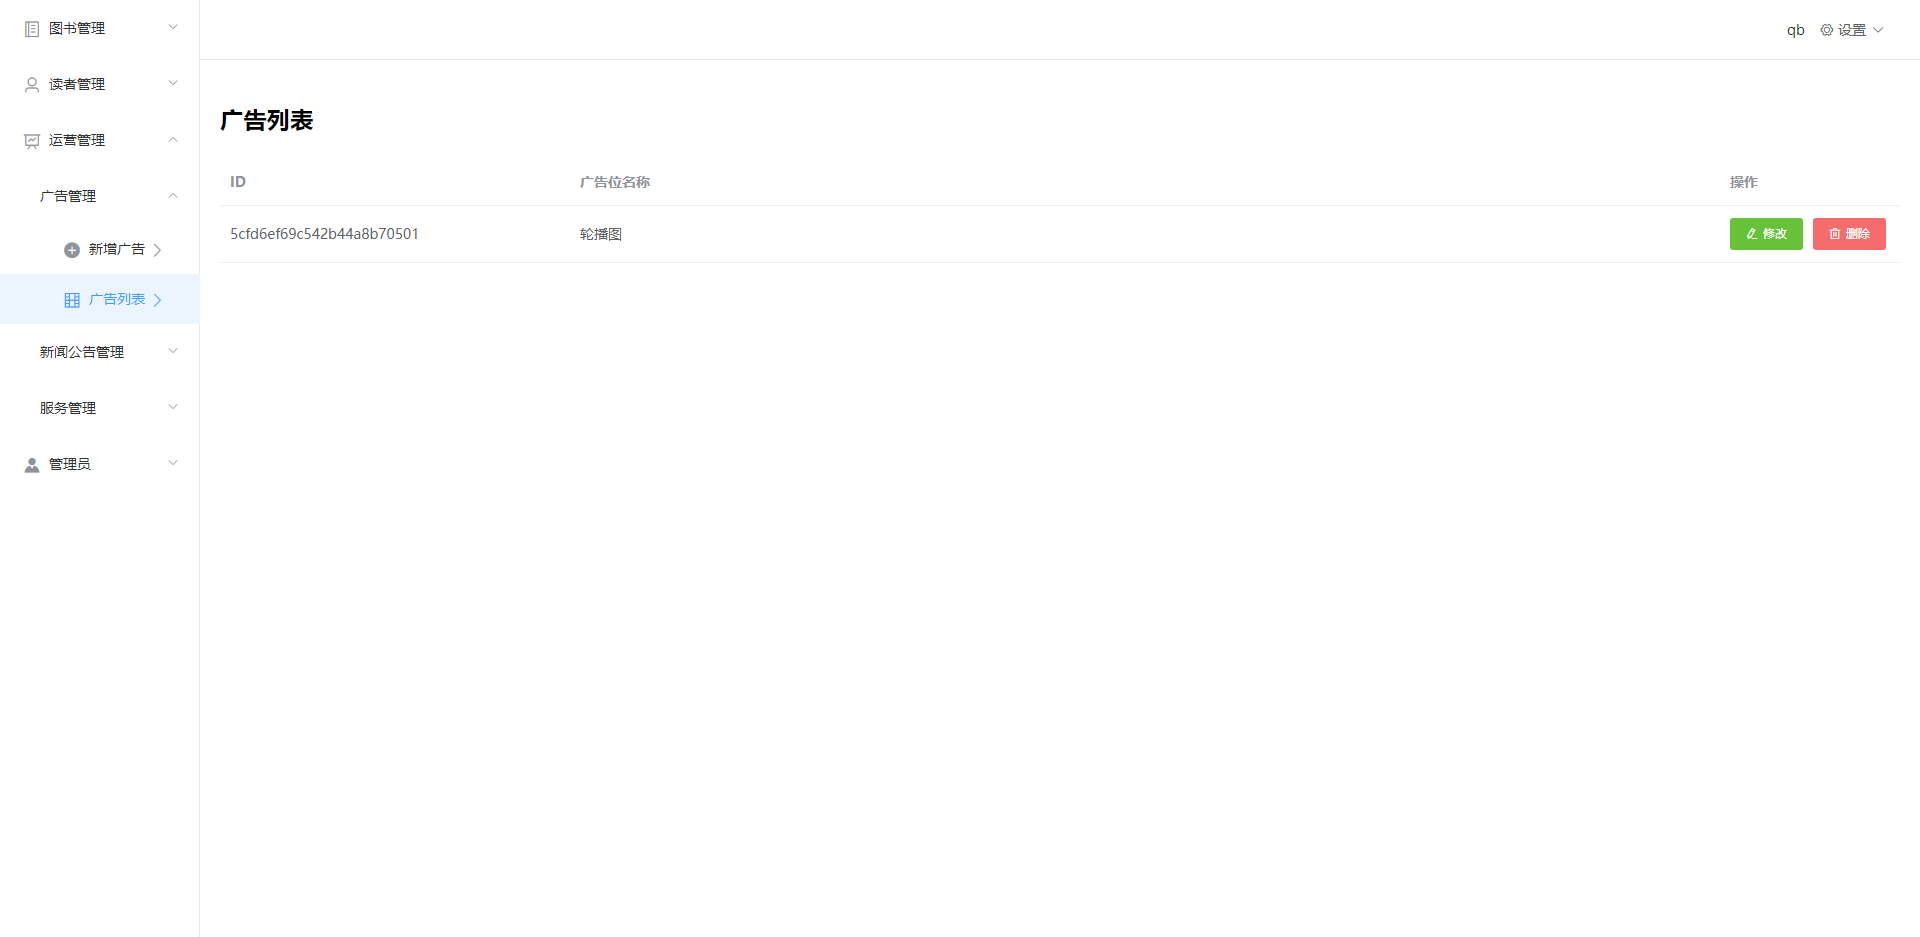 图书管理
读者管理
运营管理
广告管理
新增广告
广告列表
新闻公告管理
服务管理
管理员
qb 设置
广告列表
ID 广告位名称 操作
5cfd6ef69c542b44a8b70501 轮播图 修改 删除